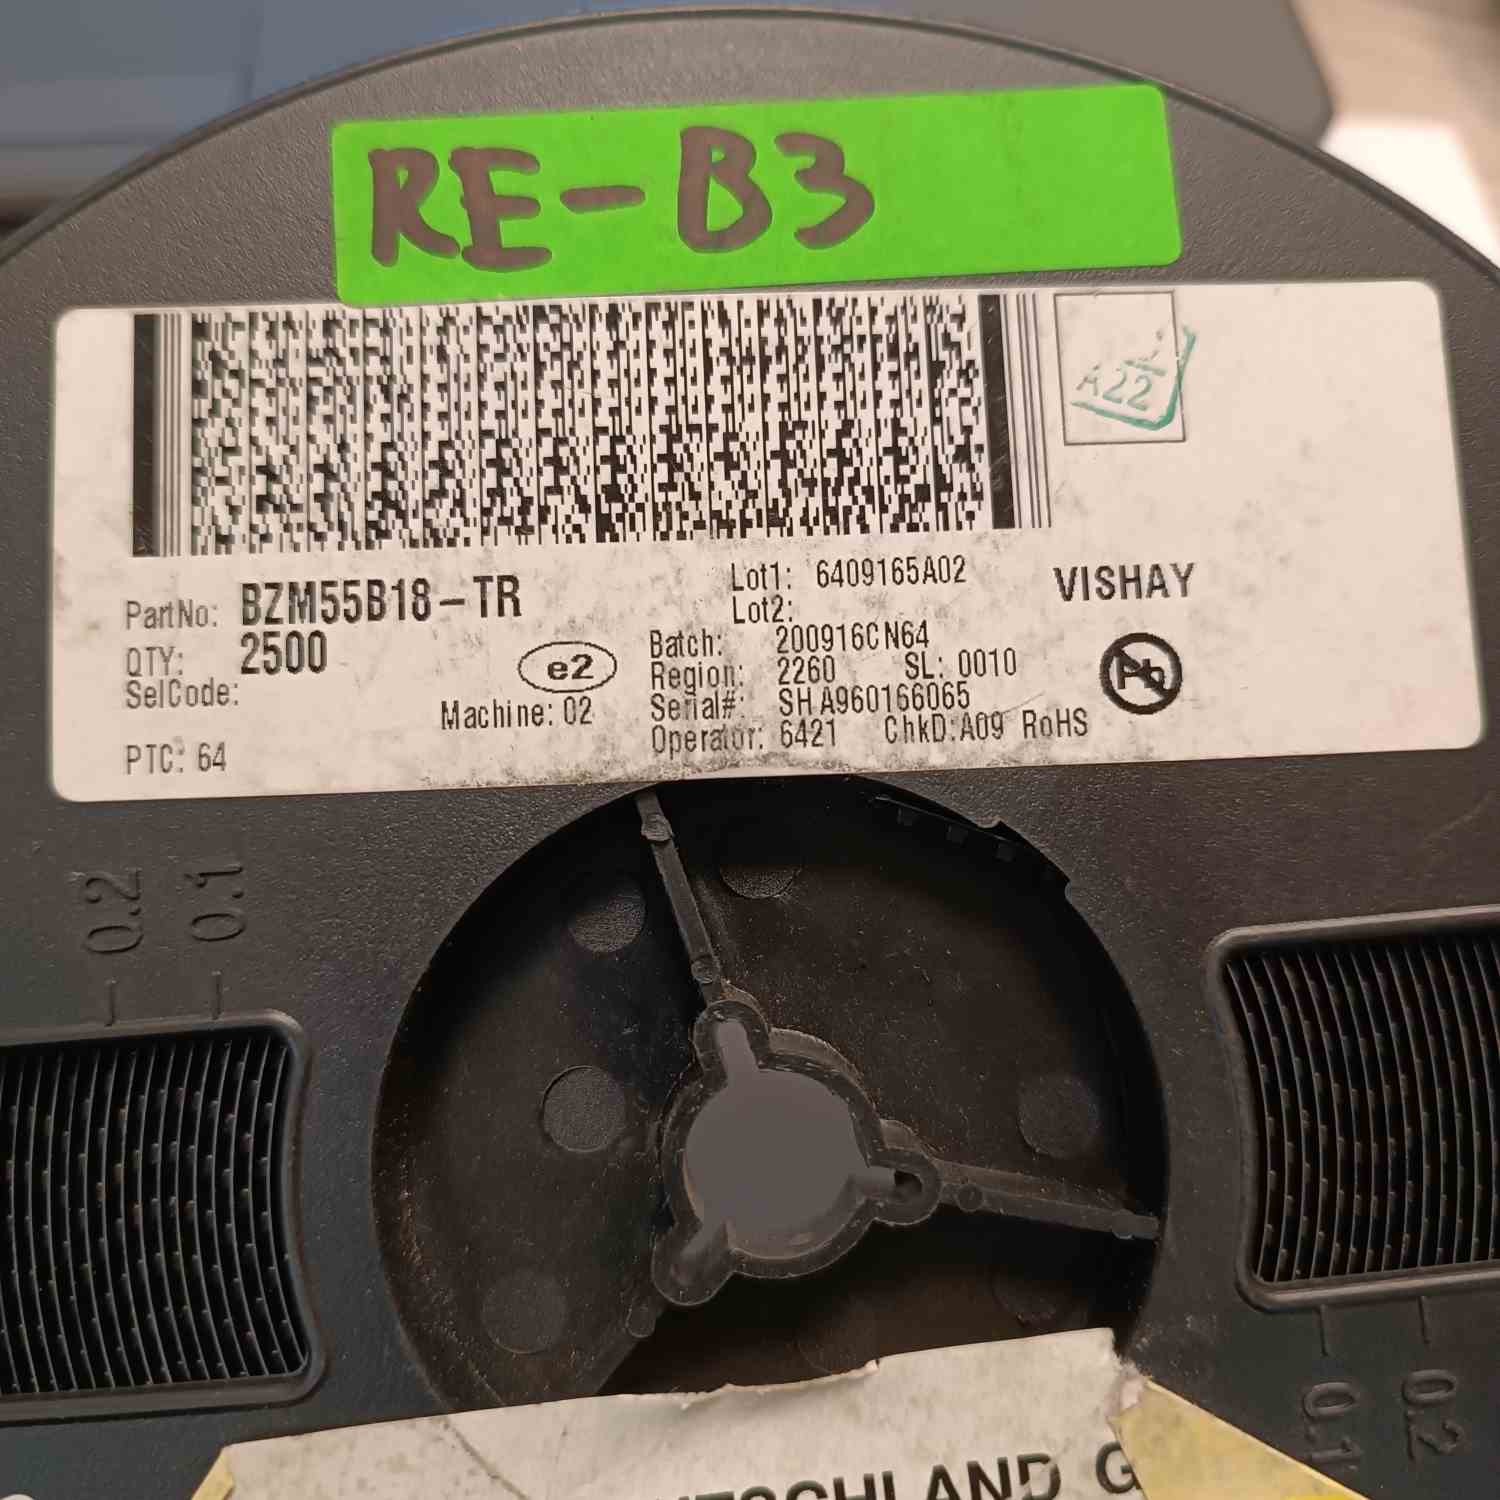 RE-B3
A22
PartNo: BZM55B18-TR
QTY: 2500
SelCode:
e2
Machine: 02
PTC: 64
Lot1: 6409165A02
Lot2:
Batch: 200916CN64
Region: 2260 SL: 0010
Serial#: SH A960166065
Operator: 6421 ChkD:A09 RoHS
VISHAY
Pb
0.2
0.1
0.1
0.2
DEUTSCHLAND G